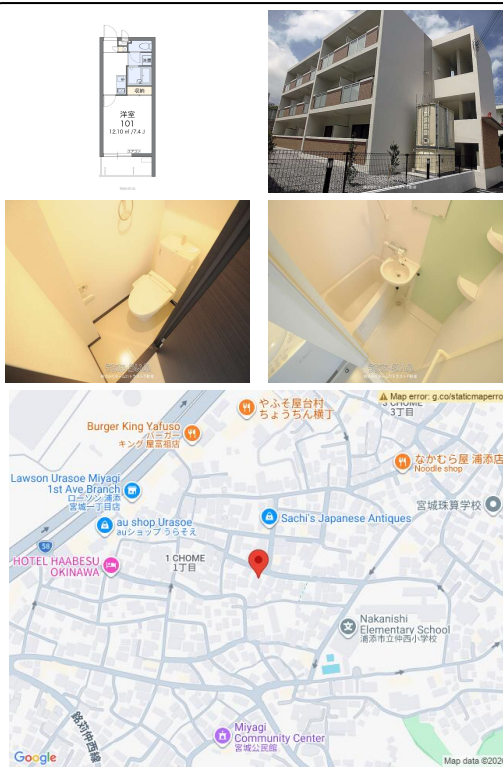 収納
洋室
101
12.10㎡/7.4J
Map error: g.co/staticmaperro
やふそ屋台村
ちょうちん横丁
3 CHOME
3丁目
Burger King Yafuso
バーガー
キング 屋富祖店
なかむら屋 浦添店
Noodle shop
Lawson Urasoe Miyagi
1st Ave Branch
ローソン 浦添
宮城一丁目店
宮城珠算学校
au shop Urasoe
auショップ うらそえ
Sachi's Japanese Antiques
58
HOTEL HAABESU
OKINAWA
1 CHOME
1丁目
Nakanishi
Elementary School
浦添市立仲西小学校
Miyagi
Community Center
宮城公民館
Google
Map data ©202